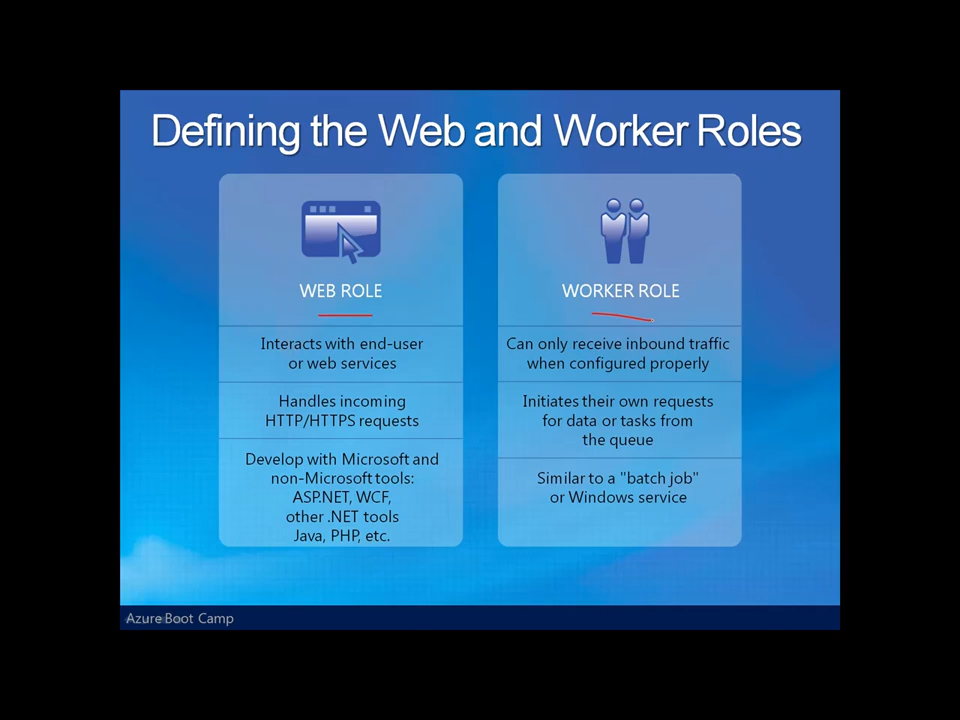 Defining the Web and Worker Roles
WEB ROLE
Interacts with end-user
or web services
Handles incoming
HTTP/HTTPS requests
Develop with Microsoft and
non-Microsoft tools:
ASP.NET, WCF,
other .NET tools
Java, PHP, etc.
WORKER ROLE
Can only receive inbound traffic
when configured properly
Initiates their own requests
for data or tasks from
the queue
Similar to a "batch job"
or Windows service
Azure Boot Camp